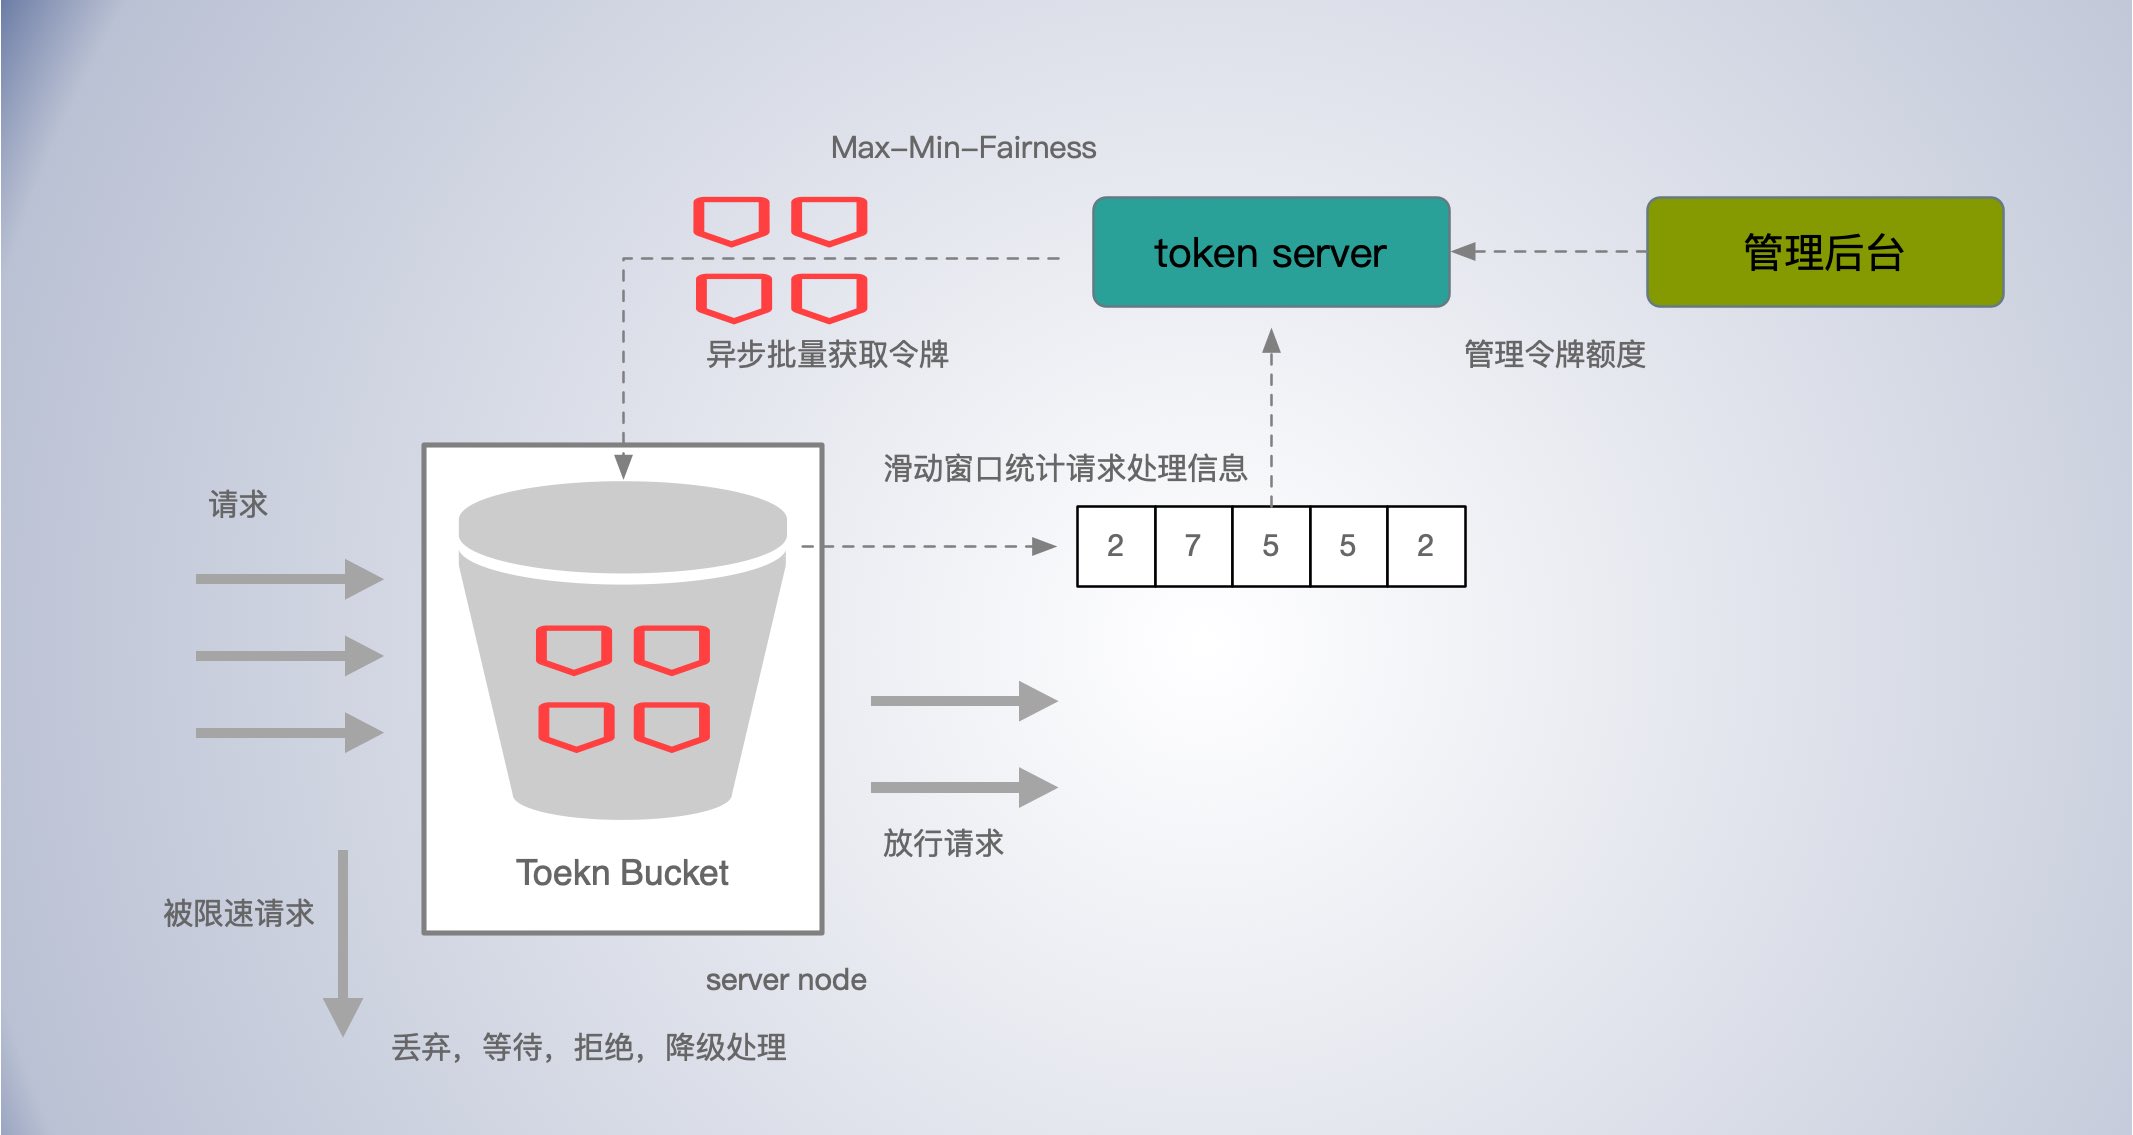 Max-Min-Fairness
token server
管理后台
异步批量获取令牌
管理令牌额度
滑动窗口统计请求处理信息
请求
2 7 5 5 2
放行请求
Toekn Bucket
被限速请求
server node
丢弃，等待，拒绝，降级处理